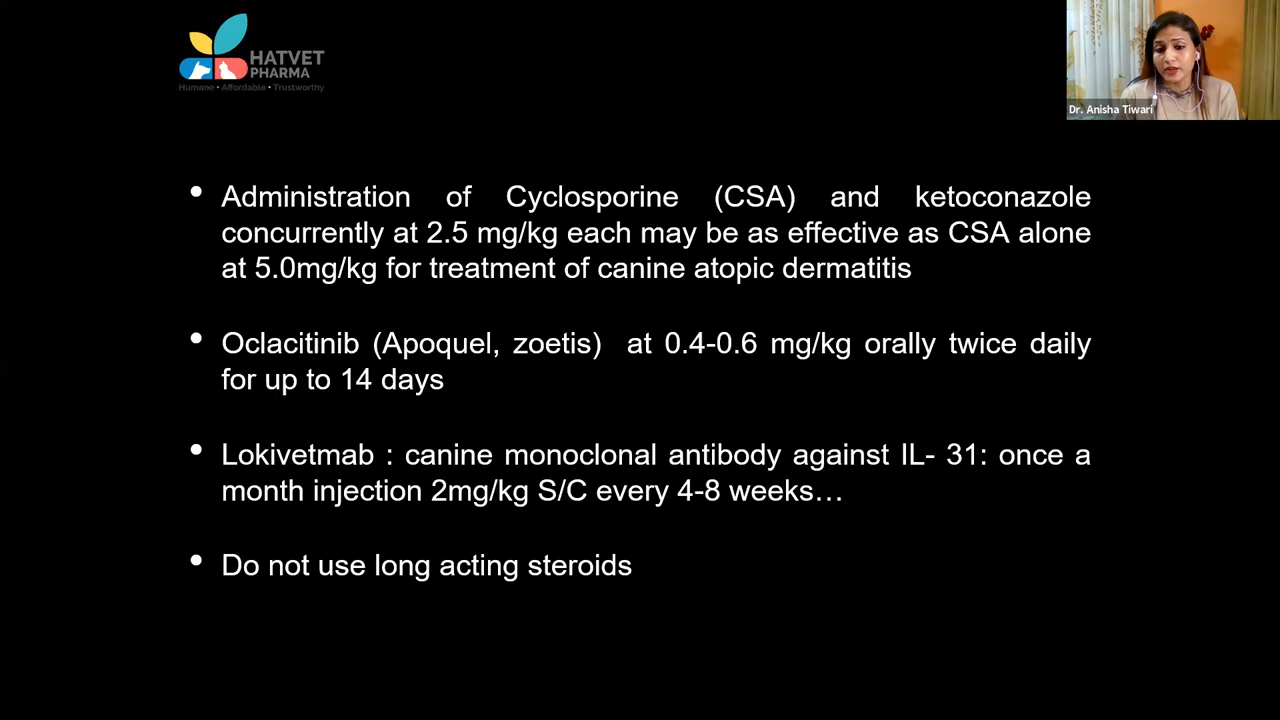 HATVET
PHARMA
Humane • Affordable • Trustworthy
Dr. Anisha Tiwari
• Administration of Cyclosporine (CSA) and ketoconazole
concurrently at 2.5 mg/kg each may be as effective as CSA alone
at 5.0mg/kg for treatment of canine atopic dermatitis
• Oclacitinib (Apoquel, zoetis) at 0.4-0.6 mg/kg orally twice daily
for up to 14 days
• Lokivetmab : canine monoclonal antibody against IL- 31: once a
month injection 2mg/kg S/C every 4-8 weeks…
• Do not use long acting steroids